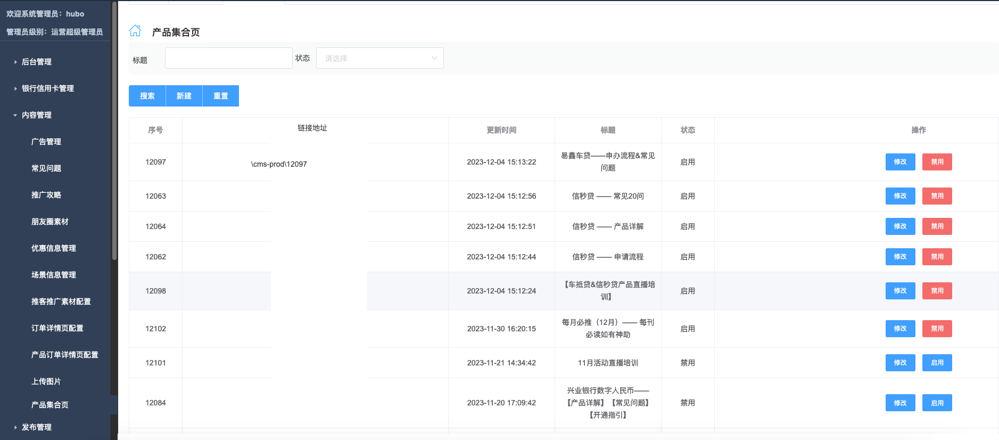 欢迎系统管理员：hubo
管理员级别：运营超级管理员
后台管理
银行信用卡管理
内容管理
广告管理
常见问题
推广攻略
朋友圈素材
优惠信息管理
场景信息管理
推客推广素材配置
订单详情页配置
产品订单详情页配置
上传图片
产品集合页
发布管理
产品集合页
标题 状态 请选择
搜索 新建 重置
序号 链接地址 更新时间 标题 状态 操作
12097 \cms-prod\12097 2023-12-04 15:13:22 易鑫车贷——申办流程&常见 启用 修改 禁用
问题
12063 2023-12-04 15:12:56 信秒贷 —— 常见20问 启用 修改 禁用
12064 2023-12-04 15:12:51 信秒贷 —— 产品详解 启用 修改 禁用
12062 2023-12-04 15:12:44 信秒贷 —— 申请流程 启用 修改 禁用
12098 2023-12-04 15:12:24 【车抵贷&信秒贷产品直播培 启用 修改 禁用
训】
12102 2023-11-30 16:20:15 每月必推（12月）—— 每刊 启用 修改 禁用
必读如有神助
12101 2023-11-21 14:34:42 11月活动直播培训 禁用 修改 启用
12084 2023-11-20 17:09:42 兴业银行数字人民币—— 禁用 修改 启用
【产品详解】【常见问题】
【开通指引】